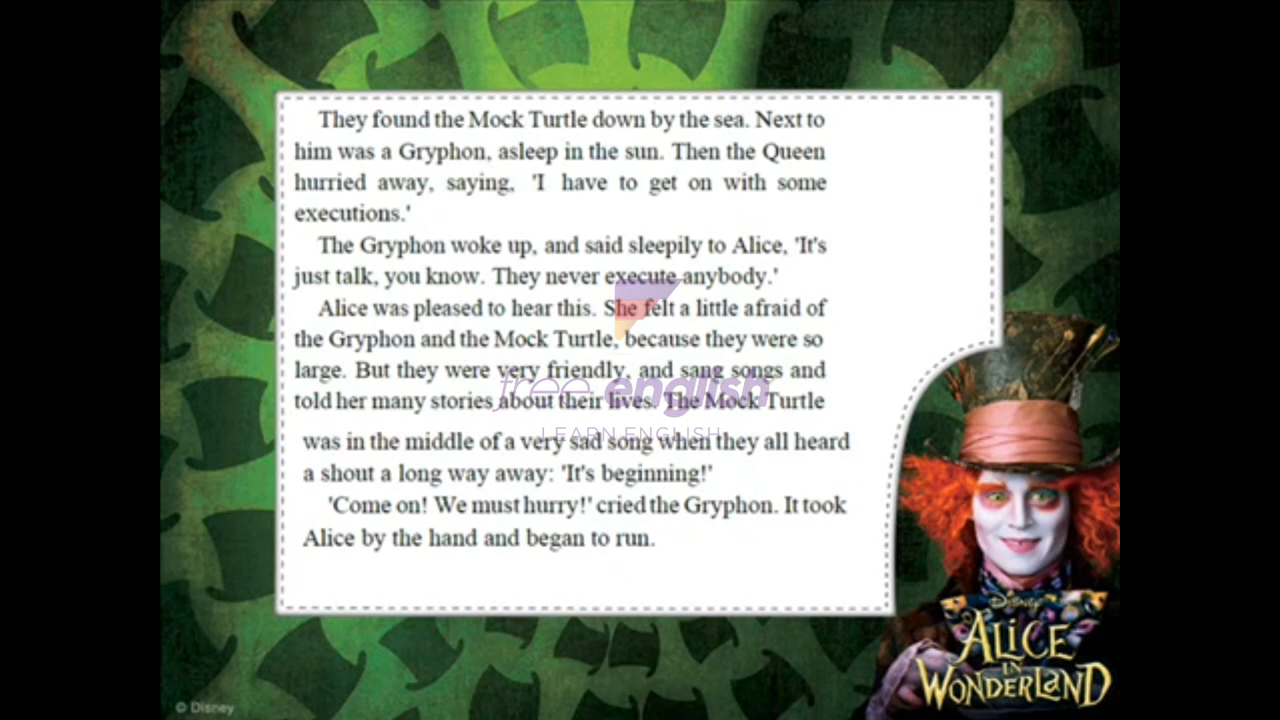 They found the Mock Turtle down by the sea. Next to
him was a Gryphon, asleep in the sun. Then the Queen
hurried away, saying, 'I have to get on with some
executions.'
The Gryphon woke up, and said sleepily to Alice, 'It's
just talk, you know. They never execute anybody.'
Alice was pleased to hear this. She felt a little afraid of
the Gryphon and the Mock Turtle, because they were so
large. But they were very friendly, and sang songs and
told her many stories about their lives. The Mock Turtle
free english
LEARN ENGLISH
was in the middle of a very sad song when they all heard
a shout a long way away: 'It's beginning!'
'Come on! We must hurry!' cried the Gryphon. It took
Alice by the hand and began to run.
Disney
ALICE
IN
WONDERLAND
© Disney